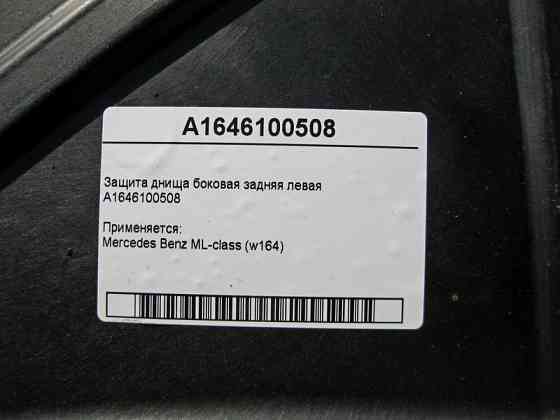 A1646100508
Защита днища боковая задняя левая
A1646100508
Применяется:
Mercedes Benz ML-class (w164)